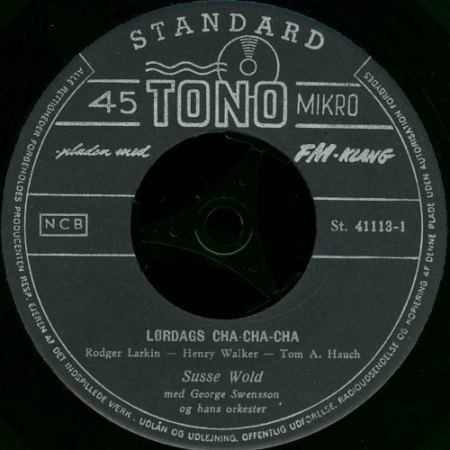 STANDARD
45 TONO MIKRO
pladen med FAP-KLANG
NCB
St. 41113-1
LØRDAGS CHA-CHA-CHA
Rodger Larkin — Henry Walker — Tom A. Hauch
Susse Wold
med George Swensson
og hans orkester
ALLE RETTIGHEDER FORBEHOLDES PRODUCENTEN RESP. EJEREN AF DET INDSPILLEDE VÆRK. UDLÅN OG UDLEJNING, OFFENTLIG UDFØRELSE, RADIOUDSENDELSE OG KOPIERING AF DENNE PLADE UDEN AUTORISATION FORBYDES